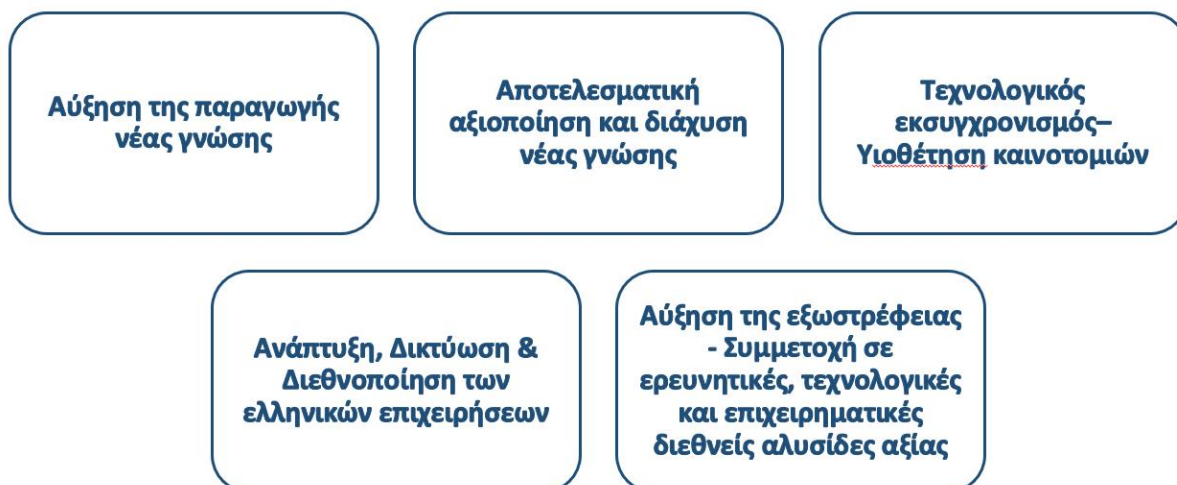 Αύξηση της παραγωγής
νέας γνώσης
Αποτελεσματική
αξιοποίηση και διάχυση
νέας γνώσης
Τεχνολογικός
εκσυγχρονισμός–
Υιοθέτηση καινοτομιών
Ανάπτυξη, Δικτύωση &
Διεθνοποίηση των
ελληνικών επιχειρήσεων
Αύξηση της εξωστρέφειας
- Συμμετοχή σε
ερευνητικές, τεχνολογικές
και επιχειρηματικές
διεθνείς αλυσίδες αξίας